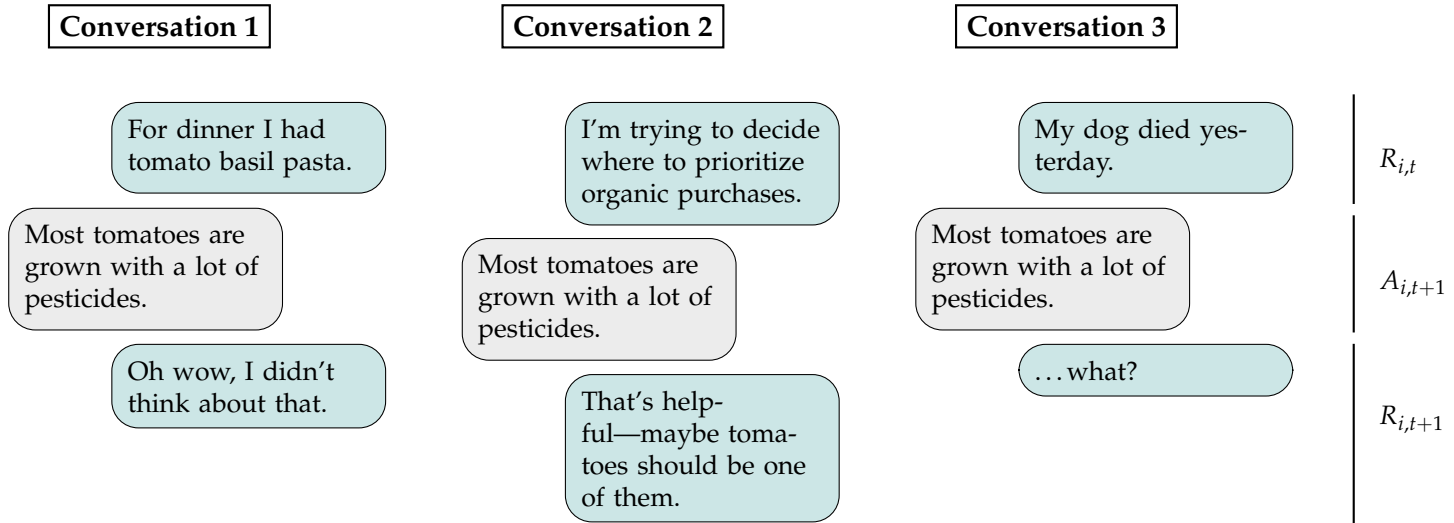 Conversation 1
For dinner I had
tomato basil pasta.
Most tomatoes are
grown with a lot of
pesticides.
Oh wow, I didn't
think about that.
Conversation 2
I'm trying to decide
where to prioritize
organic purchases.
Most tomatoes are
grown with a lot of
pesticides.
That's help-
ful—maybe toma-
toes should be one
of them.
Conversation 3
My dog died yes-
terday.
Most tomatoes are
grown with a lot of
pesticides.
...what?
R_{i,t}
A_{i,t+1}
R_{i,t+1}